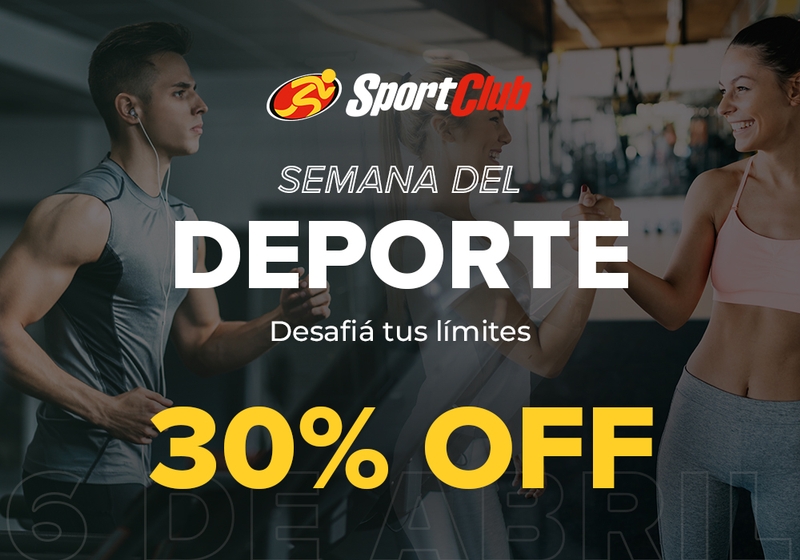 SportClub
SEMANA DEL
DEPORTE
Desafiá tus límites
30% OFF
6 DE ABRIL